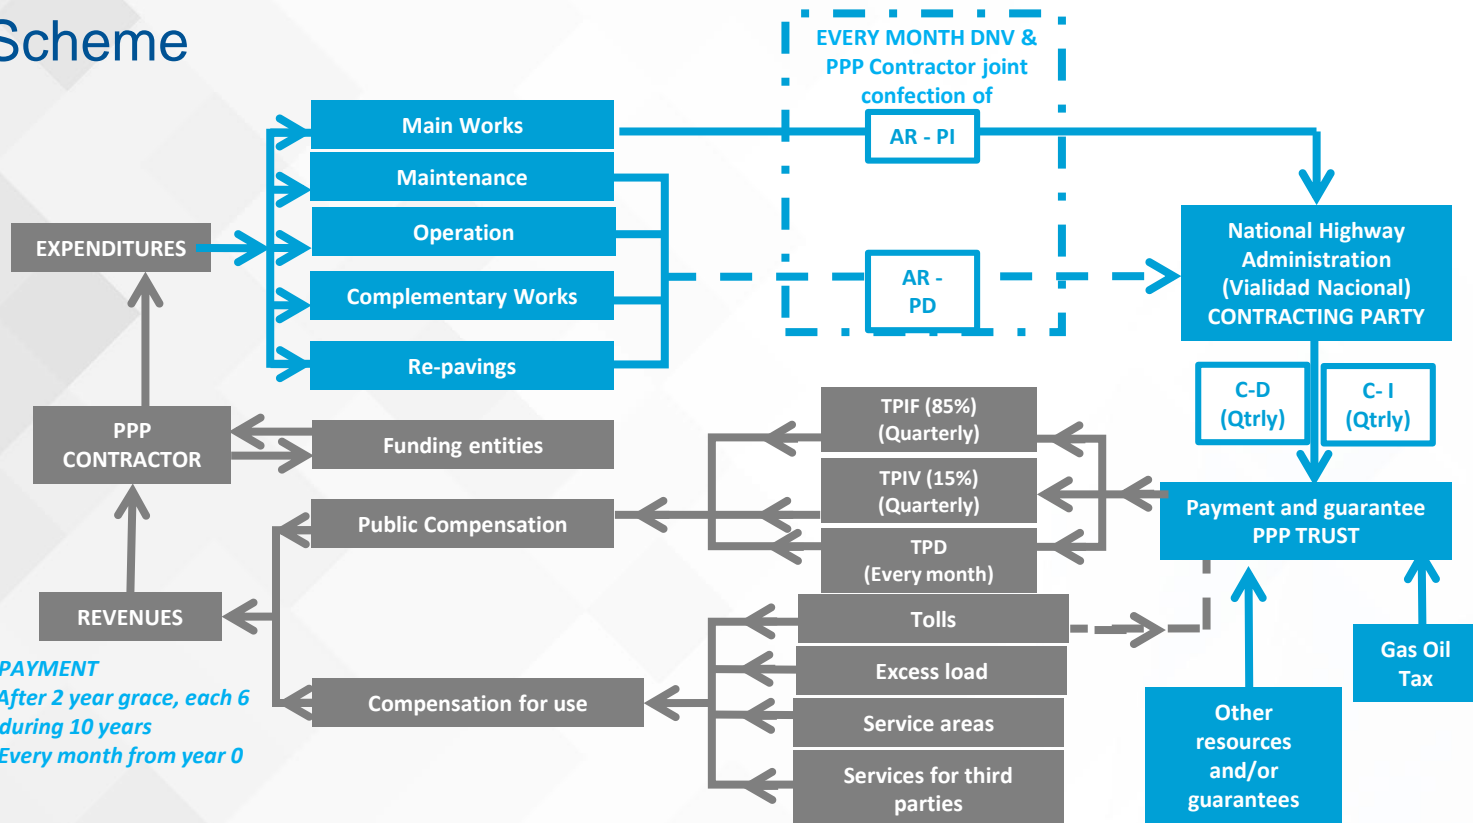 Scheme
EVERY MONTH DNV &
PPP Contractor joint
confection of
Main Works
AR - PI
Maintenance
EXPENDITURES
Operation
Complementary Works
AR -
PD
Re-pavings
National Highway
Administration
(Vialidad Nacional)
CONTRACTING PARTY
C-D
(Qtrly)
C- I
(Qtrly)
PPP
CONTRACTOR
Funding entities
TPIF (85%)
(Quarterly)
Public Compensation
TPIV (15%)
(Quarterly)
Payment and guarantee
PPP TRUST
TPD
(Every month)
REVENUES
Tolls
Excess load
Compensation for use
Service areas
Services for third
parties
Gas Oil
Tax
Other
resources
and/or
guarantees
PAYMENT
After 2 year grace, each 6
during 10 years
Every month from year 0